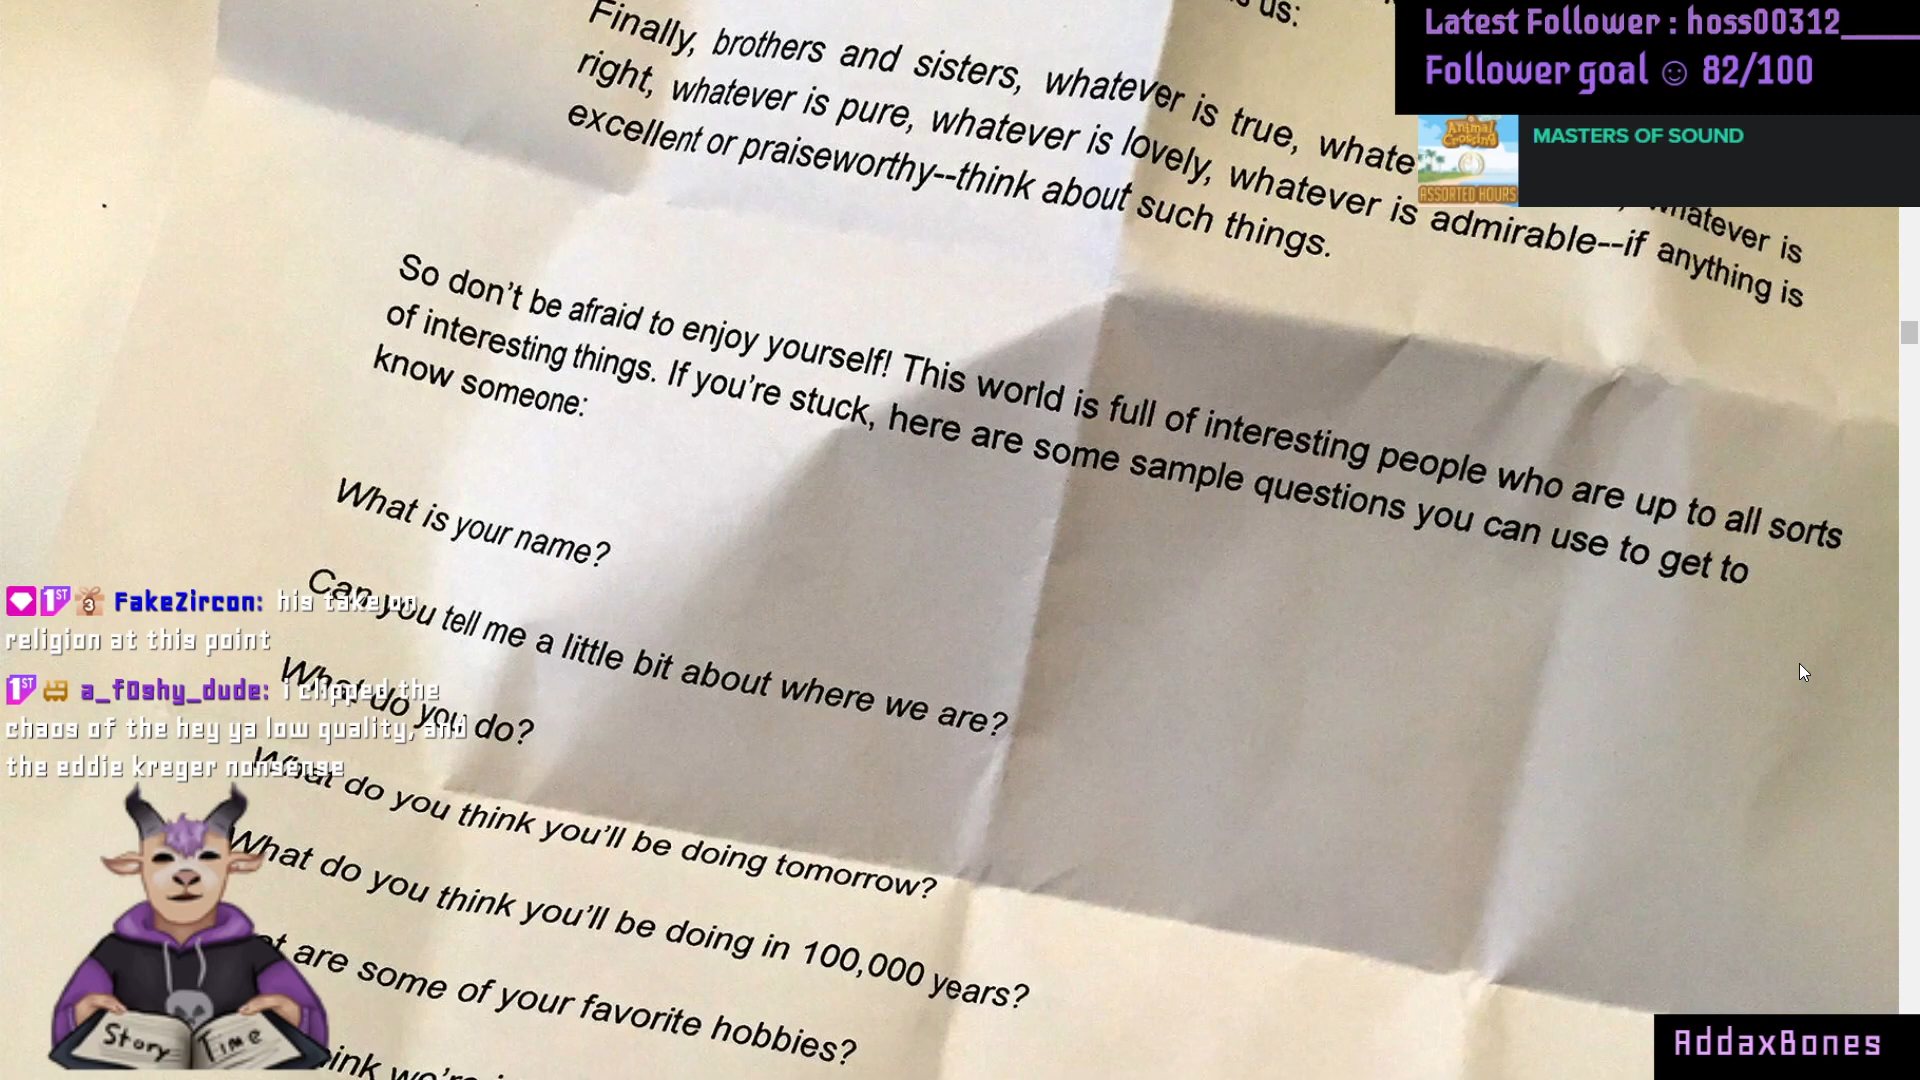 us:
Finally, brothers and sisters, whatever is true, whate
whatever is
right, whatever is pure, whatever is lovely, whatever is admirable--if anything is
excellent or praiseworthy--think about such things.
So don't be afraid to enjoy yourself! This world is full of interesting people who are up to all sorts
of interesting things. If you're stuck, here are some sample questions you can use to get to
know someone:
What is your name?
Can you tell me a little bit about where we are?
What do you do?
What do you think you'll be doing tomorrow?
What do you think you'll be doing in 100,000 years?
are some of your favorite hobbies?
Latest Follower : hoss00312_
Follower goal ☺ 82/100
Animal Crossing
ASSORTED HOURS
MASTERS OF SOUND
1ST 3 FakeZircon: his take on
religion at this point
1ST a_f0shy_dude: i clipped the
chaos of the hey ya low quality, and
the eddie kreger nonsense
Story Time
AddaxBones